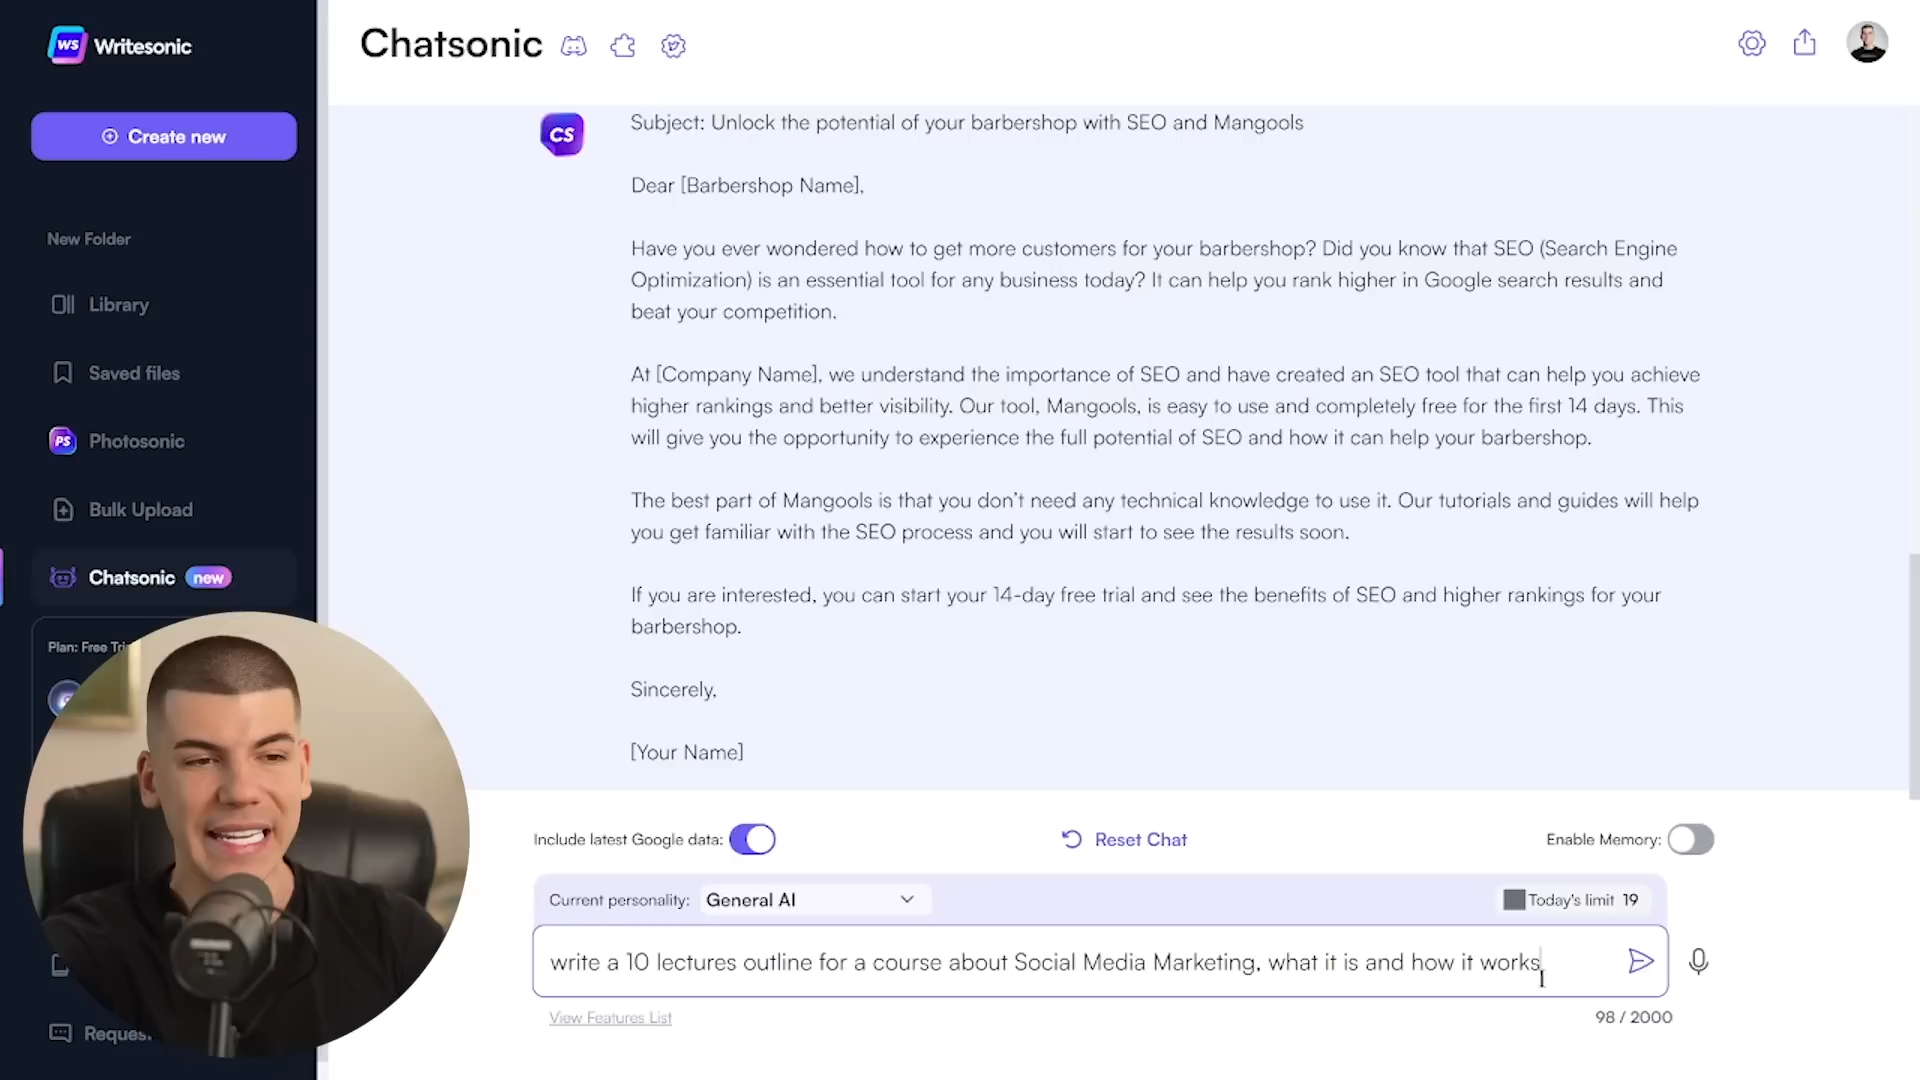 WS Writesonic
Chatsonic
Create new
New Folder
Library
Saved files
PS Photosonic
Bulk Upload
Chatsonic new
Plan: Free
CS
Subject: Unlock the potential of your barbershop with SEO and Mangools
Dear [Barbershop Name],
Have you ever wondered how to get more customers for your barbershop? Did you know that SEO (Search Engine
Optimization) is an essential tool for any business today? It can help you rank higher in Google search results and
beat your competition.
At [Company Name], we understand the importance of SEO and have created an SEO tool that can help you achieve
higher rankings and better visibility. Our tool, Mangools, is easy to use and completely free for the first 14 days. This
will give you the opportunity to experience the full potential of SEO and how it can help your barbershop.
The best part of Mangools is that you don't need any technical knowledge to use it. Our tutorials and guides will help
you get familiar with the SEO process and you will start to see the results soon.
If you are interested, you can start your 14-day free trial and see the benefits of SEO and higher rankings for your
barbershop.
Sincerely,
[Your Name]
Include latest Google data:
Reset Chat
Enable Memory:
Current personality: General AI
Today's limit 19
write a 10 lectures outline for a course about Social Media Marketing, what it is and how it works
View Features List
98 / 2000